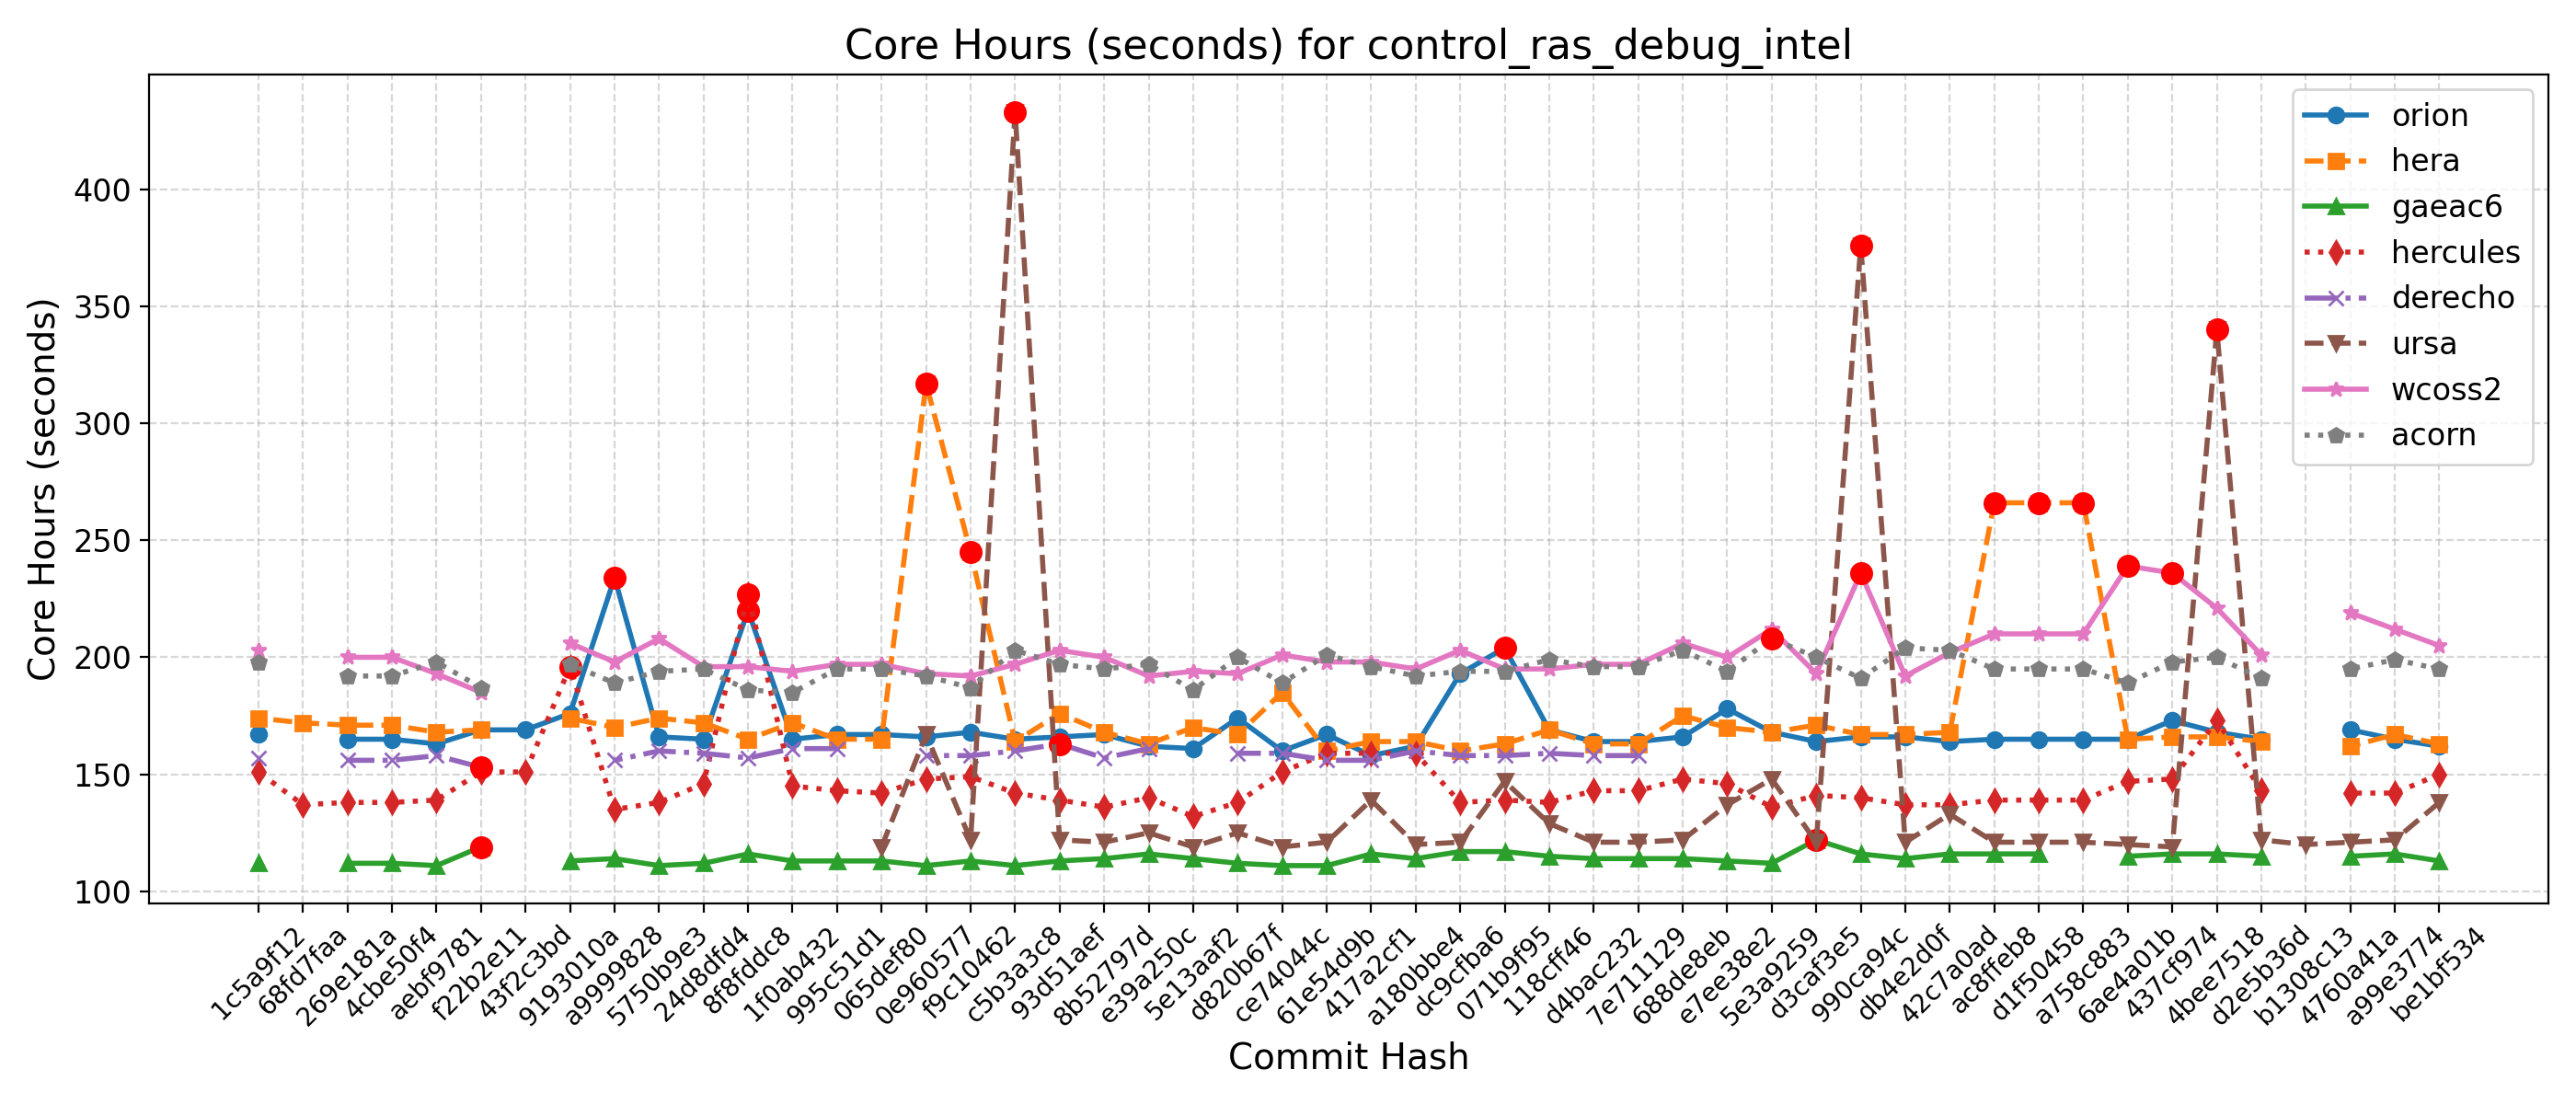 Core Hours (seconds) for control_ras_debug_intel
Core Hours (seconds)
400
350
300
250
200
150
100
orion
hera
gaeac6
hercules
derecho
ursa
wcoss2
acorn
1c5a9f12
68fd7faa
269e181a
4cbe50f4
aebf9781
f22b2e11
43f2c3bd
9193010a
a9999828
5750b9e3
24d8dfd4
8f8fddc8
1f0ab432
995c51d1
065def80
0e960577
f9c10462
c5b3a3c8
93d51aef
8b52797d
e39a250c
5e13aaf2
d820b67f
ce74044c
61e54d9b
417a2cf1
a180bbe4
dc9cfba6
071b9f95
118cff46
d4bac232
7e711129
688de8eb
e7ee38e2
5e3a9259
d3caf3e5
990ca94c
db4e2d0f
42c7a0ad
ac8ffeb8
d1f50458
a758c883
6ae4a01b
437cf974
4bee7518
d2e5b36d
b1308c13
4760a41a
a99e3774
be1bf534
Commit Hash